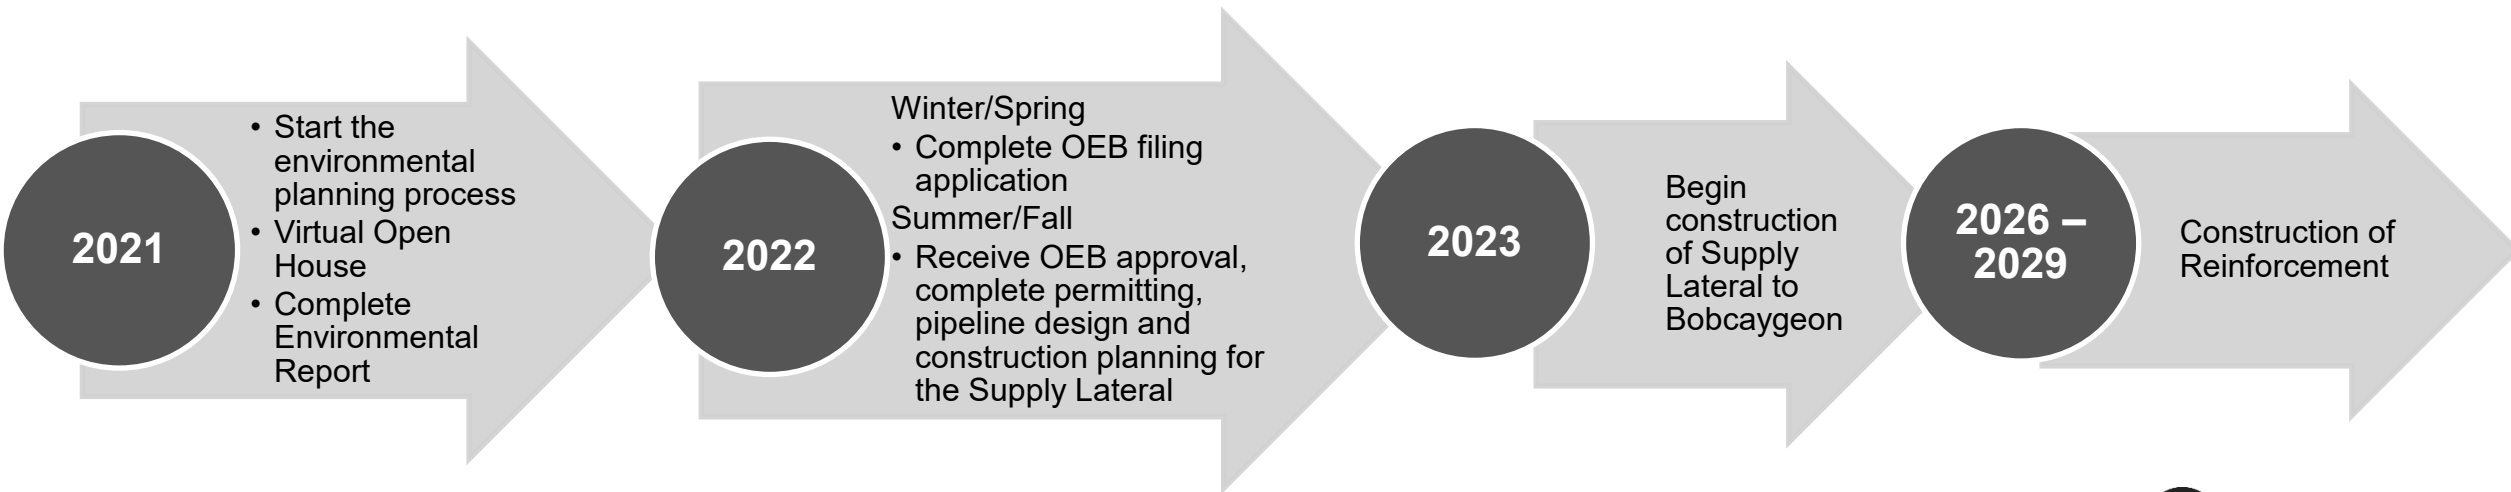 2021
• Start the
environmental
planning process
• Virtual Open
House
• Complete
Environmental
Report
2022
Winter/Spring
• Complete OEB filing
application
Summer/Fall
• Receive OEB approval,
complete permitting,
pipeline design and
construction planning for
the Supply Lateral
2023
Begin
construction
of Supply
Lateral to
Bobcaygeon
2026 –
2029
Construction of
Reinforcement